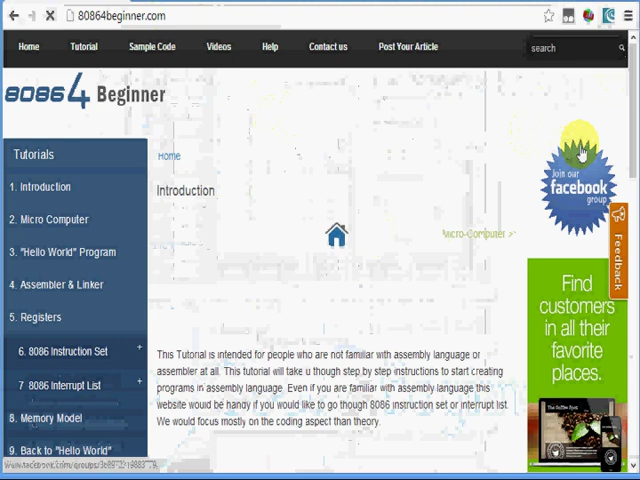 80864beginner.com
Home Tutorial Sample Code Videos Help Contact us Post Your Article search
80864 Beginner
Tutorials
1. Introduction
2. Micro Computer
3. "Hello World" Program
4. Assembler & Linker
5. Registers
6. 8086 Instruction Set +
7 8086 Interrupt List +
8. Memory Model
9. Back to "Hello World"
Home
Introduction
Micro-Computer >>
This Tutorial is intended for people who are not familiar with assembly language or
assembler at all. This tutorial will take u though step by step instructions to start creating
programs in assembly language. Even if you are familiar with assembly language this
website woud be handy if you would like to go though 8086 instruction set or interrupt list.
We would focus mostly on the coding aspect than theory.
Join our
facebook
group
Feedback
Find
customers
in all their
favorite
places.